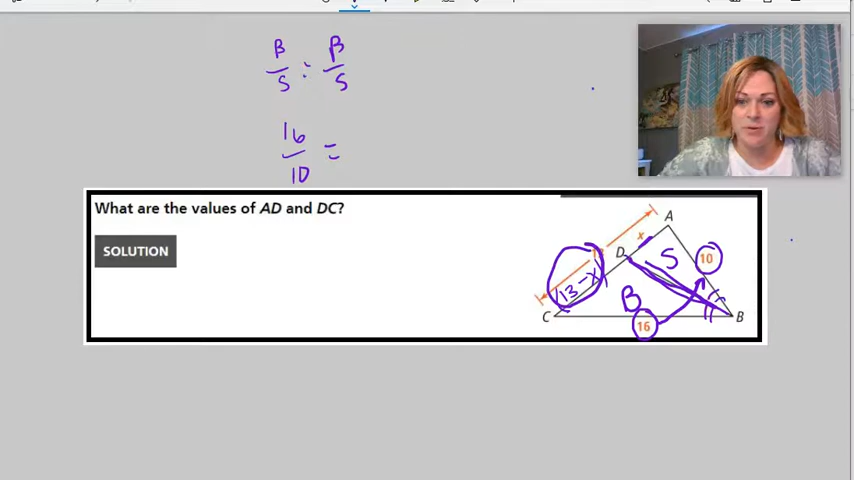 B/S = B/S
16/10 =
What are the values of AD and DC?
SOLUTION
A
x
D
S
10
13-x
B
C
16
B